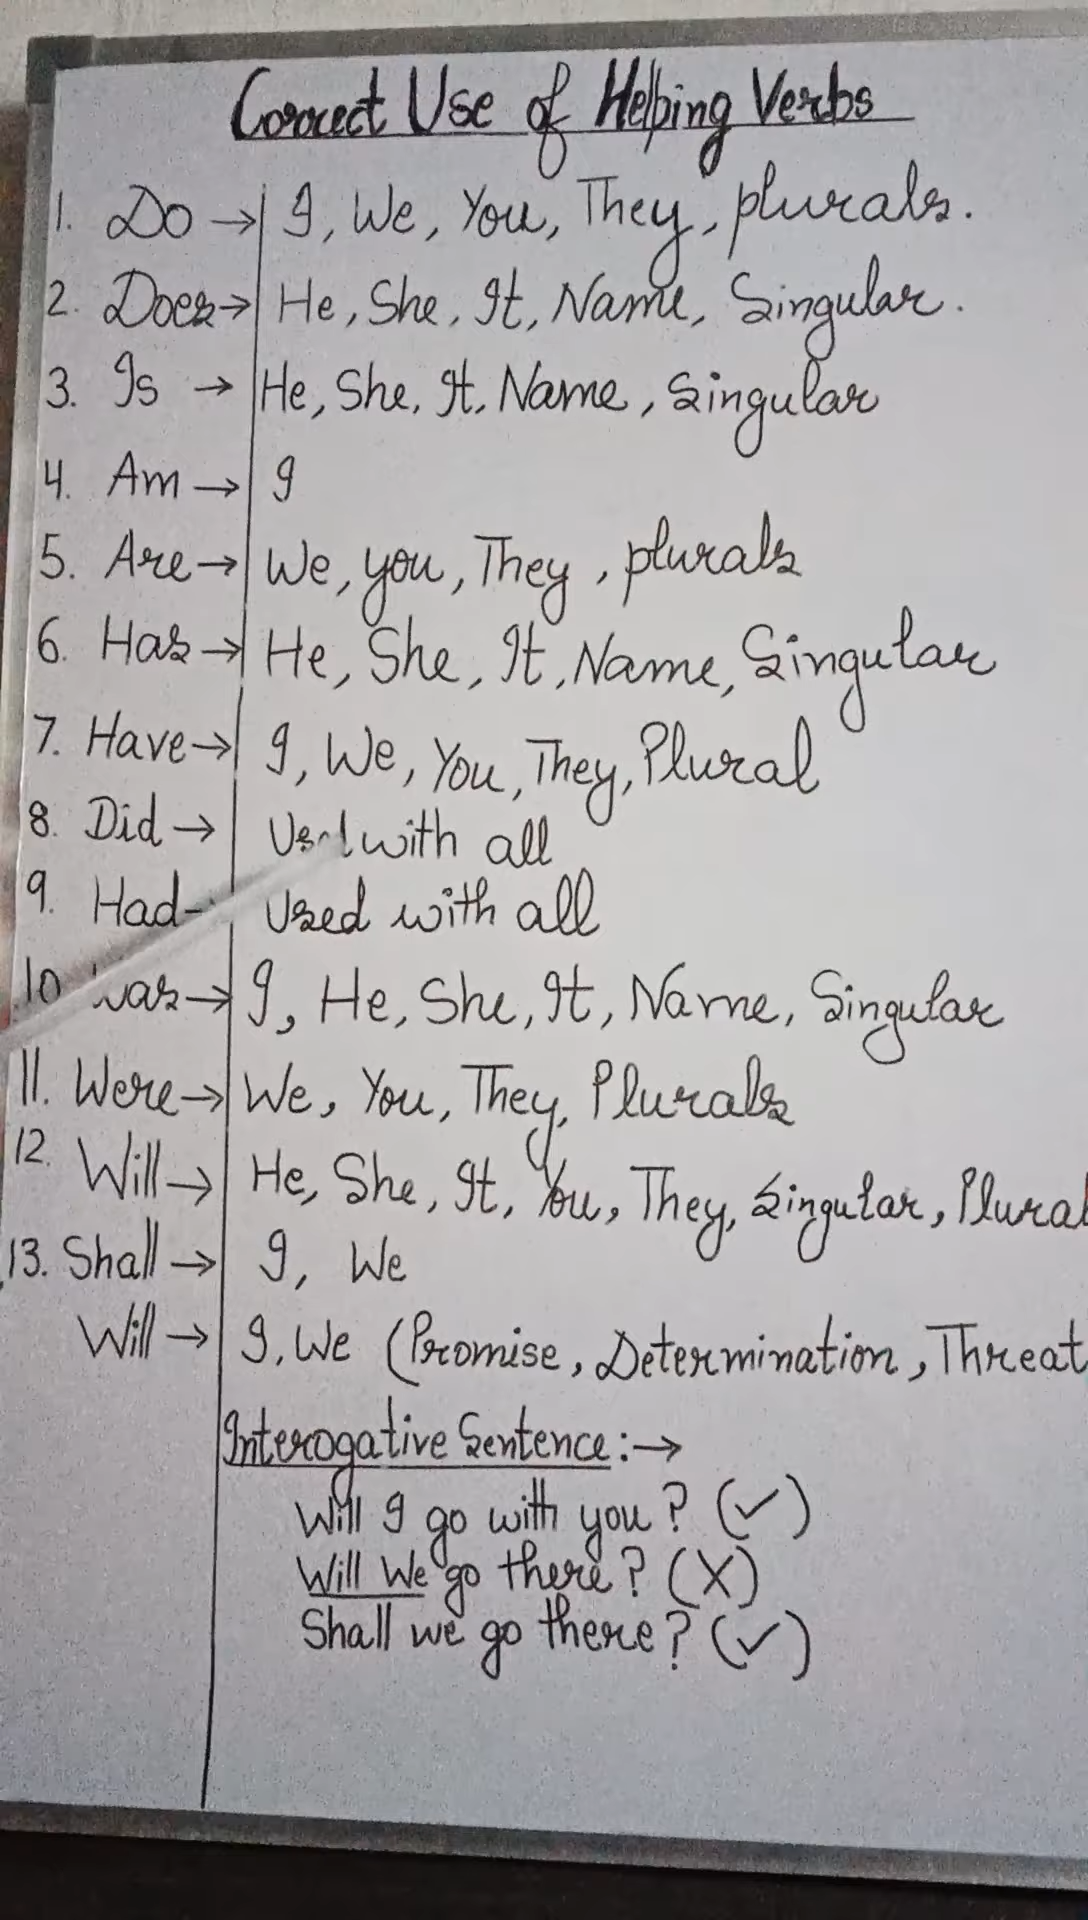 Correct Use of Helping Verbs
1. Do → I, We, You, They, plurals.
2. Does → He, She, It, Name, Singular.
3. Is → He, She, It, Name, Singular
4. Am → I
5. Are → We, you, They, plurals
6. Has → He, She, It, Name, Singular
7. Have → I, We, You, They, Plural
8. Did → Used with all
9. Had- Used with all
10 Was → I, He, She, It, Name, Singular
11. Were → We, You, They, Plurals
12. Will → He, She, It, You, They, Singular, Plural
13. Shall → I, We
Will → I, We (Promise, Determination, Threat
Interogative Sentence:→
Will I go with you? (✓)
Will We go there? (X)
Shall we go there? (✓)